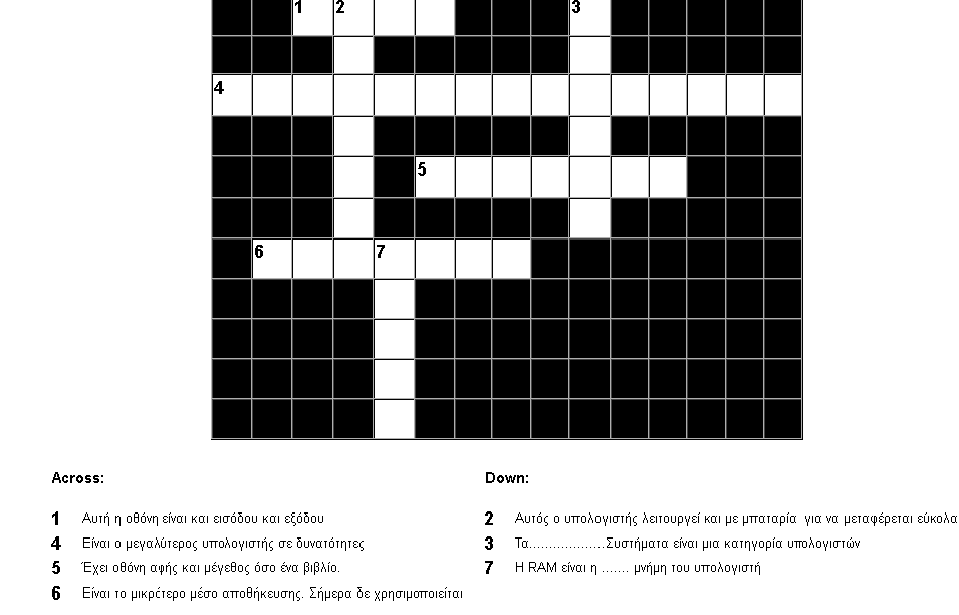 1 2 3
4
5
6 7
Across: Down:
1 Αυτή η οθόνη είναι και εισόδου και εξόδου
2 Αυτός ο υπολογιστής λειτουργεί και με μπαταρία για να μεταφέρεται εύκολα
4 Είναι ο μεγαλύτερος υπολογιστής σε δυνατότητες
3 Τα...................Συστήματα είναι μια κατηγορία υπολογιστών
5 Έχει οθόνη αφής και μέγεθος όσο ένα βιβλίο.
7 Η RAM είναι η ....... μνήμη του υπολογιστή
6 Είναι το μικρότερο μέσο αποθήκευσης. Σήμερα δε χρησιμοποιείται